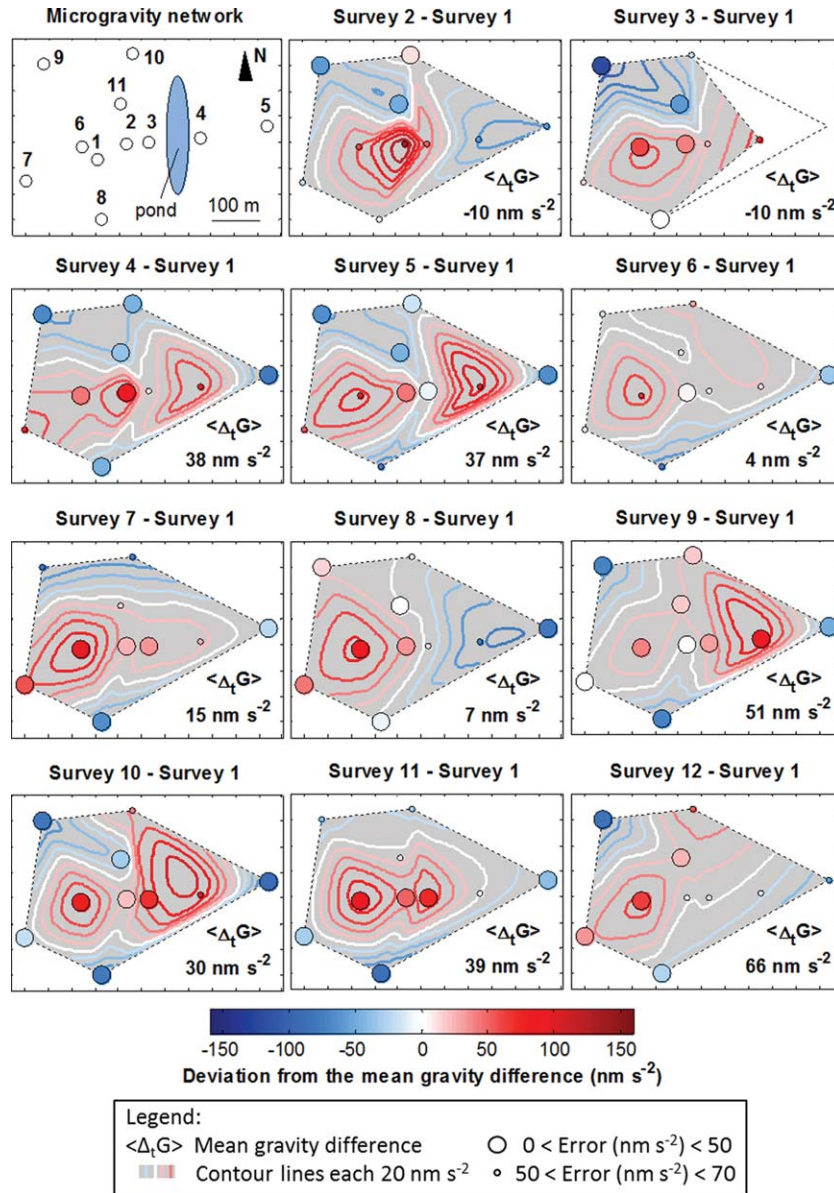 Microgravity network
Survey 2 - Survey 1
Survey 3 - Survey 1
9
10
N
11
4
5
6
2
3
1
7
8
pond
100 m
<ΔtG>
-10 nm s-2
<ΔtG>
-10 nm s-2
Survey 4 - Survey 1
Survey 5 - Survey 1
Survey 6 - Survey 1
<ΔtG>
38 nm s-2
<ΔtG>
37 nm s-2
<ΔtG>
4 nm s-2
Survey 7 - Survey 1
Survey 8 - Survey 1
Survey 9 - Survey 1
<ΔtG>
15 nm s-2
<ΔtG>
7 nm s-2
<ΔtG>
51 nm s-2
Survey 10 - Survey 1
Survey 11 - Survey 1
Survey 12 - Survey 1
<ΔtG>
30 nm s-2
<ΔtG>
39 nm s-2
<ΔtG>
66 nm s-2
-150 -100 -50 0 50 100 150
Deviation from the mean gravity difference (nm s-2)
Legend:
<ΔtG> Mean gravity difference
0 < Error (nm s-2) < 50
Contour lines each 20 nm s-2
50 < Error (nm s-2) < 70